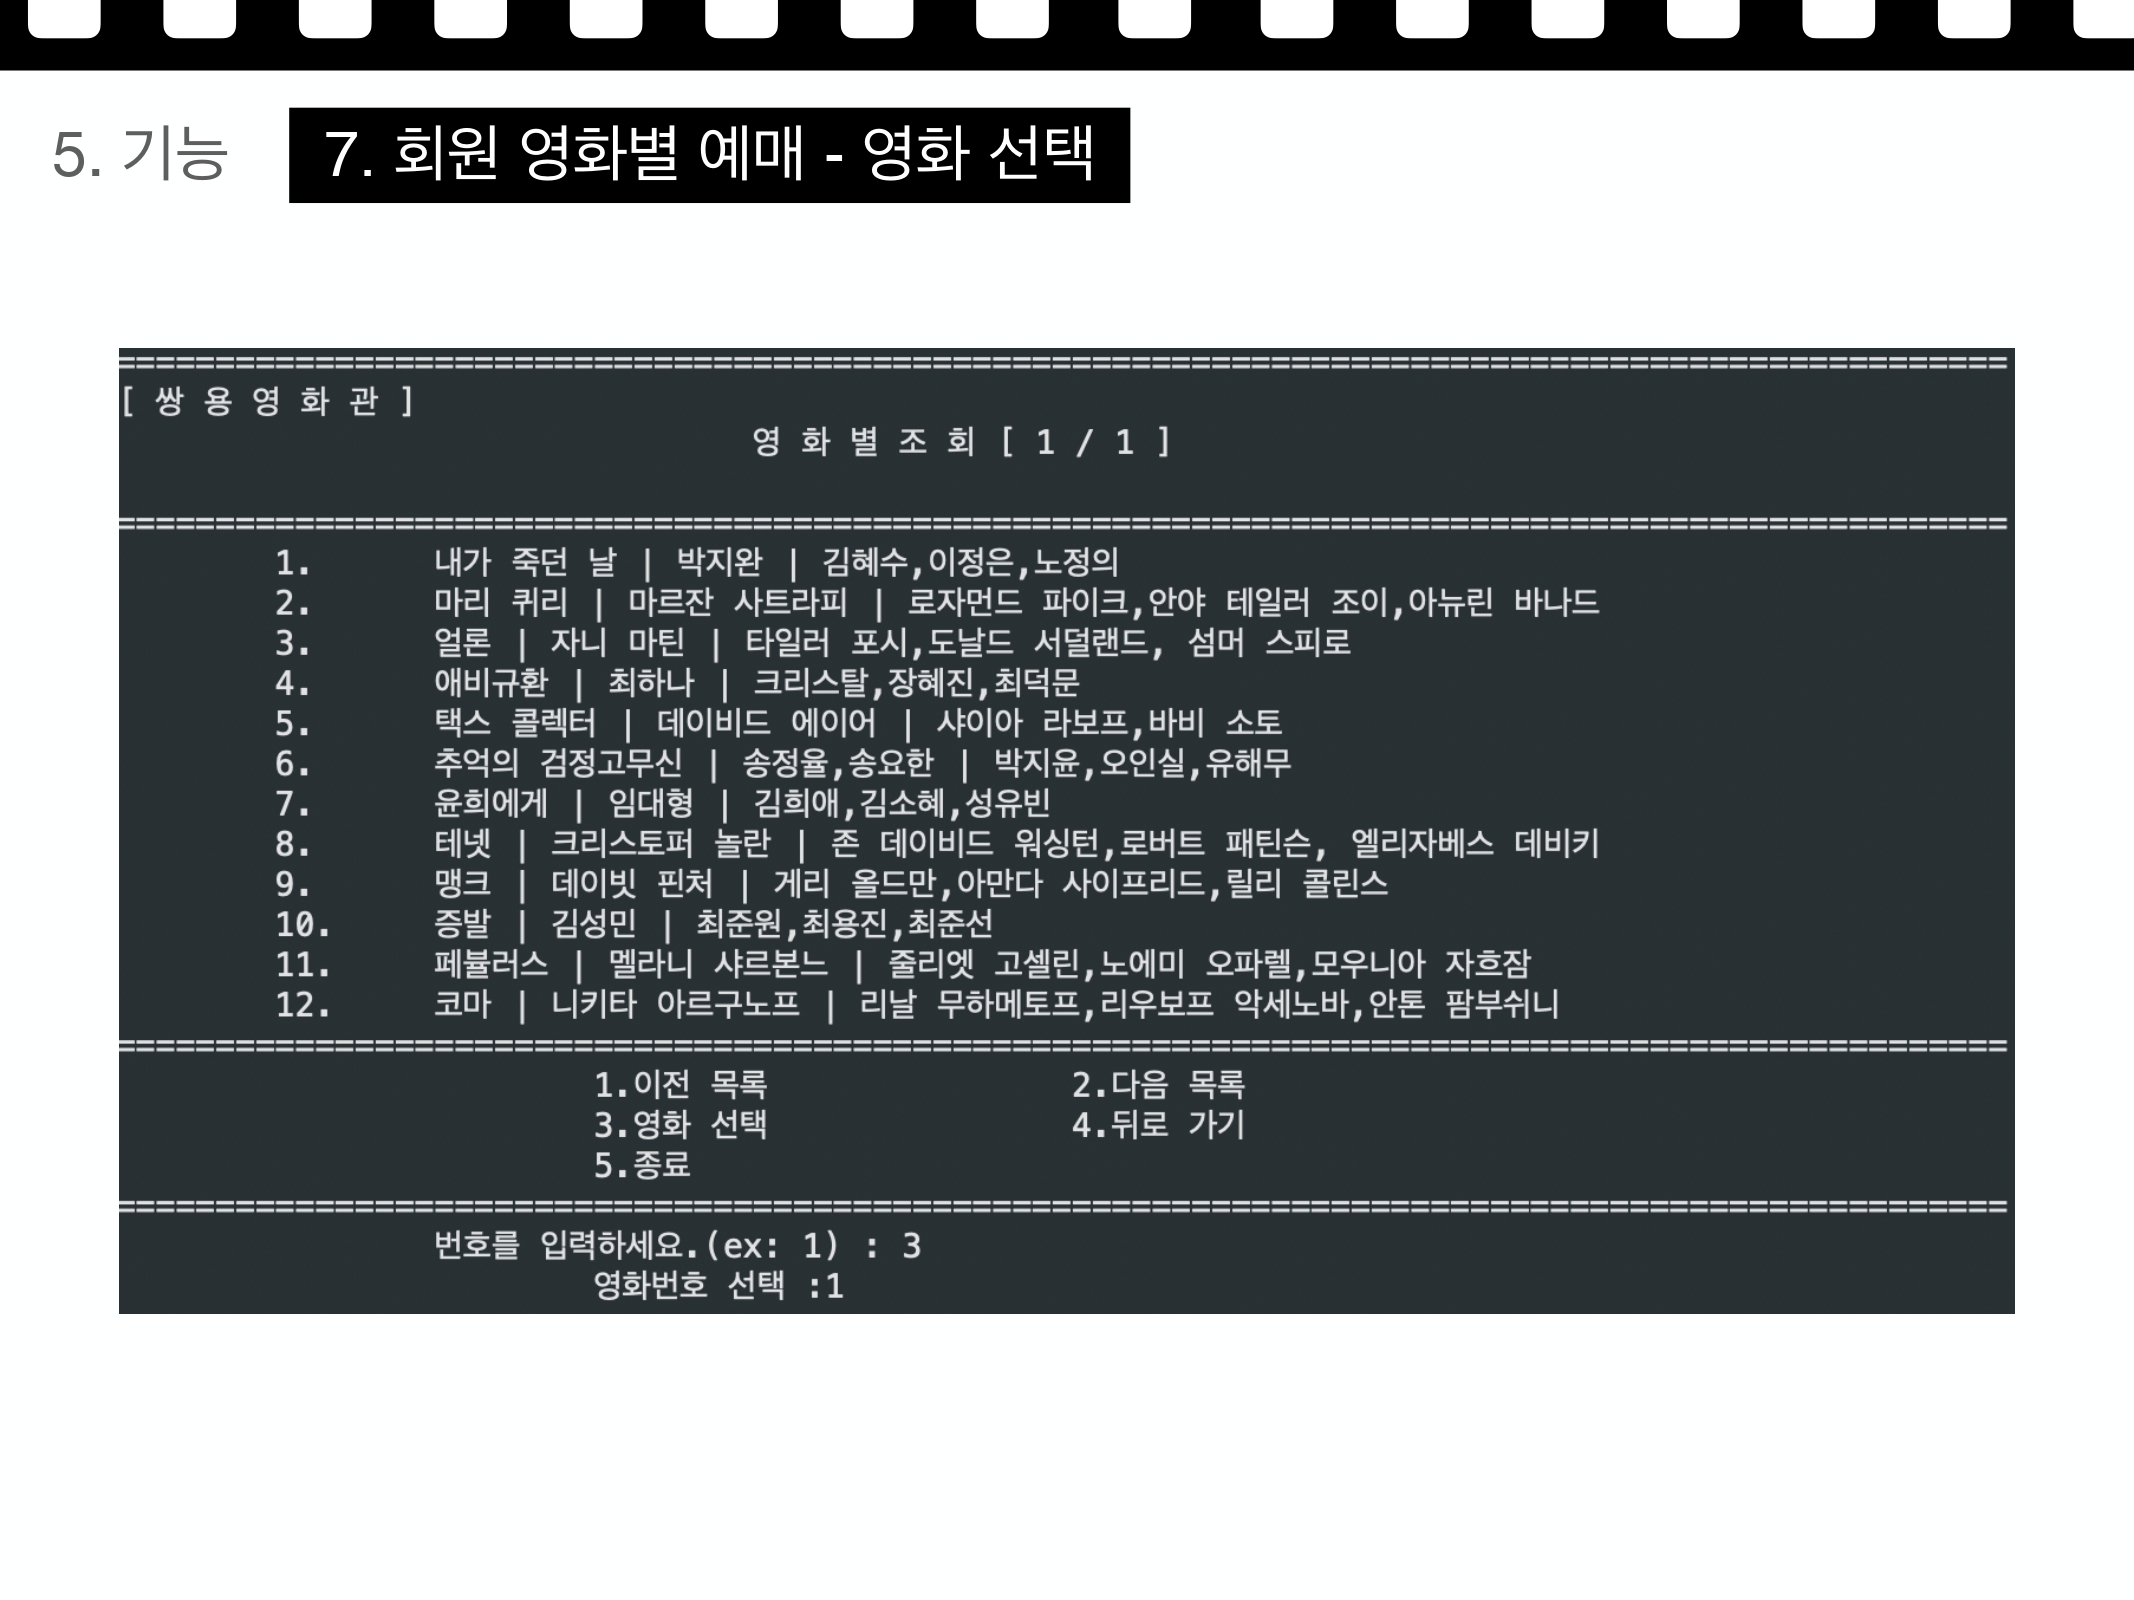 5. 기능
7. 회원 영화별 예매 - 영화 선택
===============================================================================================
[ 쌍 용 영 화 관 ]
영 화 별 조 회 [ 1 / 1 ]
===============================================================================================
1. 내가 죽던 날 | 박지완 | 김혜수,이정은,노정의
2. 마리 퀴리 | 마르잔 사트라피 | 로자먼드 파이크,안야 테일러 조이,아뉴린 바나드
3. 얼론 | 자니 마틴 | 타일러 포시,도날드 서덜랜드, 섬머 스피로
4. 애비규환 | 최하나 | 크리스탈,장혜진,최덕문
5. 택스 콜렉터 | 데이비드 에이어 | 샤이아 라보프,바비 소토
6. 추억의 검정고무신 | 송정율,송요한 | 박지윤,오인실,유해무
7. 윤희에게 | 임대형 | 김희애,김소혜,성유빈
8. 테넷 | 크리스토퍼 놀란 | 존 데이비드 워싱턴,로버트 패틴슨, 엘리자베스 데비키
9. 맹크 | 데이빗 핀처 | 게리 올드만,아만다 사이프리드,릴리 콜린스
10. 증발 | 김성민 | 최준원,최용진,최준선
11. 페뷸러스 | 멜라니 샤르본느 | 줄리엣 고셀린,노에미 오파렐,모우니아 자흐잠
12. 코마 | 니키타 아르구노프 | 리날 무하메토프,리우보프 악세노바,안톤 팜부쉬니
===============================================================================================
1.이전 목록 2.다음 목록
3.영화 선택 4.뒤로 가기
5.종료
===============================================================================================
번호를 입력하세요.(ex: 1) : 3
영화번호 선택 :1